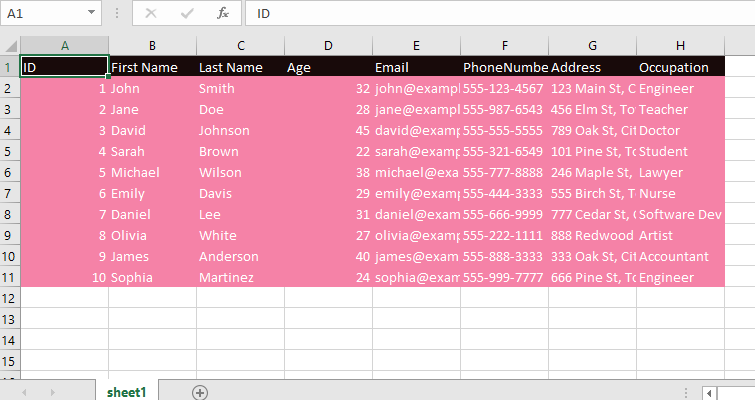 A1 fx ID
A B C D E F G H
1 ID First Name Last Name Age Email PhoneNumbe Address Occupation
2 1 John Smith 32 john@exampl 555-123-4567 123 Main St, C Engineer
3 2 Jane Doe 28 jane@exampl 555-987-6543 456 Elm St, To Teacher
4 3 David Johnson 45 david@exam 555-555-5555 789 Oak St, Cit Doctor
5 4 Sarah Brown 22 sarah@exam 555-321-6549 101 Pine St, To Student
6 5 Michael Wilson 38 michael@exa 555-777-8888 246 Maple St, Lawyer
7 6 Emily Davis 29 emily@exam 555-444-3333 555 Birch St, T Nurse
8 7 Daniel Lee 31 daniel@exam 555-666-9999 777 Cedar St, Software Dev
9 8 Olivia White 27 olivia@exam 555-222-1111 888 Redwood Artist
10 9 James Anderson 40 james@exam 555-888-3333 333 Oak St, Cit Accountant
11 10 Sophia Martinez 24 sophia@exam 555-999-7777 666 Pine St, To Engineer
12
13
14
15
sheet1